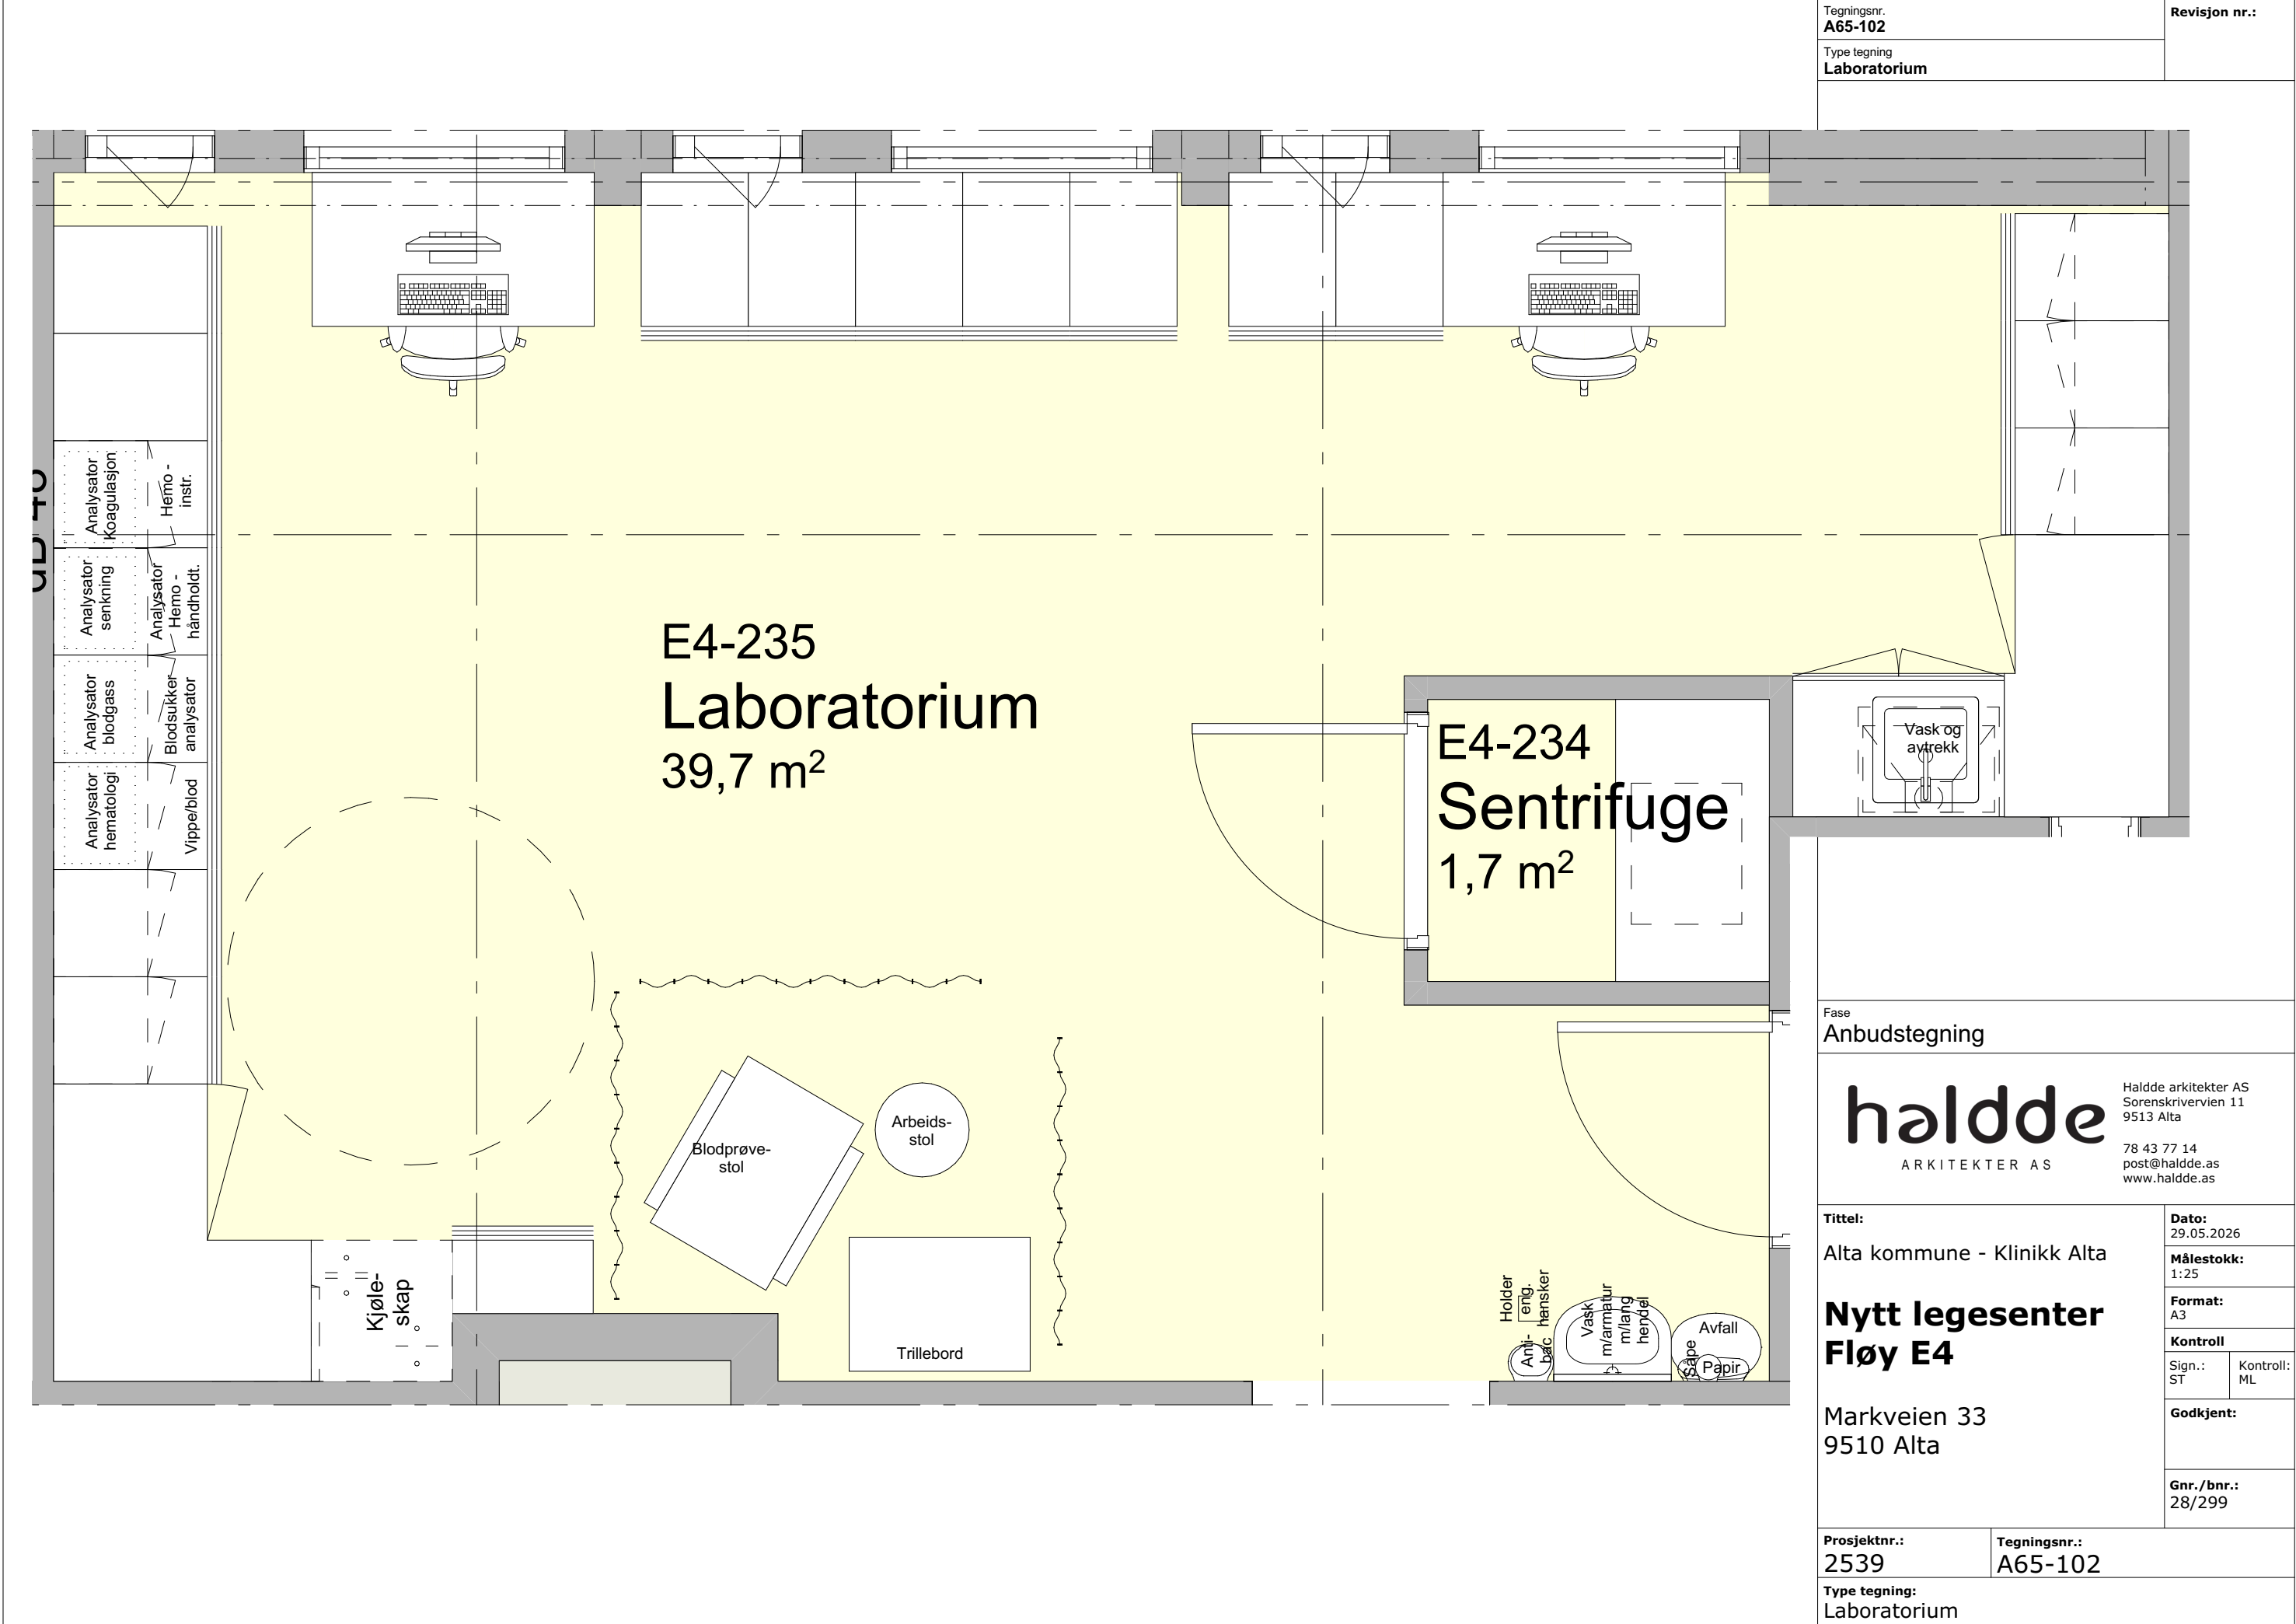 Tegningsnr.
A65-102
Revisjon nr.:
Type tegning
Laboratorium
Analysator
Koagulasjon
Hemo -
instr.
Analysator
senkning
Analysator
Hemo -
håndholdt.
Analysator
blodgass
Blodsukker
analysator
Analysator
hematologi
Vippe/blod
E4-235
Laboratorium
39,7 m²
E4-234
Sentrifuge
1,7 m²
Vask og
avtrekk
Blodprøve-
stol
Arbeids-
stol
Trillebord
Kjøle-
skap
Holder
eng.
hansker
Anti-
bac
Vask
m/armatur
m/lang
hendel
Avfall
Såpe
Papir
Fase
Anbudstegning
haldde
ARKITEKTER AS
Haldde arkitekter AS
Sorenskrivervien 11
9513 Alta
78 43 77 14
post@haldde.as
www.haldde.as
Tittel:
Alta kommune - Klinikk Alta
Nytt legesenter
Fløy E4
Markveien 33
9510 Alta
Dato:
29.05.2026
Målestokk:
1:25
Format:
A3
Kontroll
Sign.:
ST
Kontroll:
ML
Godkjent:
Gnr./bnr.:
28/299
Prosjektnr.:
2539
Tegningsnr.:
A65-102
Type tegning:
Laboratorium